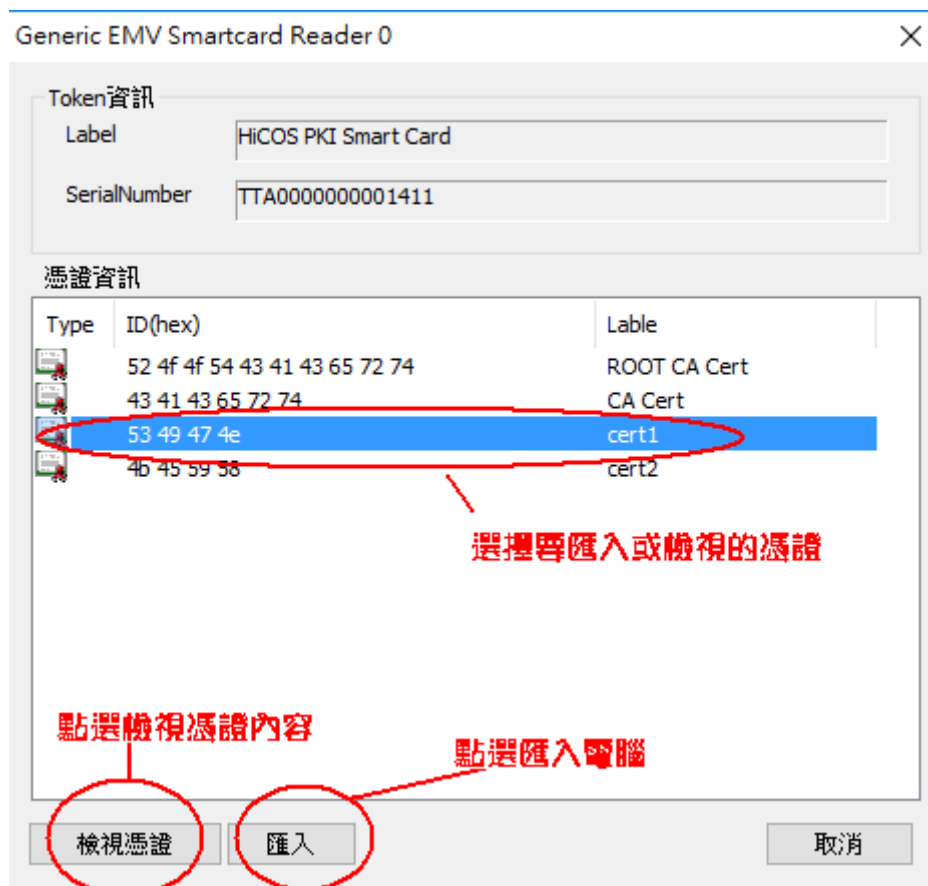 Generic EMV Smartcard Reader 0
Token資訊
Label HiCOS PKI Smart Card
SerialNumber TTA0000000001411
憑證資訊
Type ID(hex) Lable
52 4f 4f 54 43 41 43 65 72 74 ROOT CA Cert
43 41 43 65 72 74 CA Cert
53 49 47 4e cert1
4b 45 59 58 cert2
選擇要匯入或檢視的憑證
點選檢視憑證內容
點選匯入電腦
檢視憑證 匯入 取消